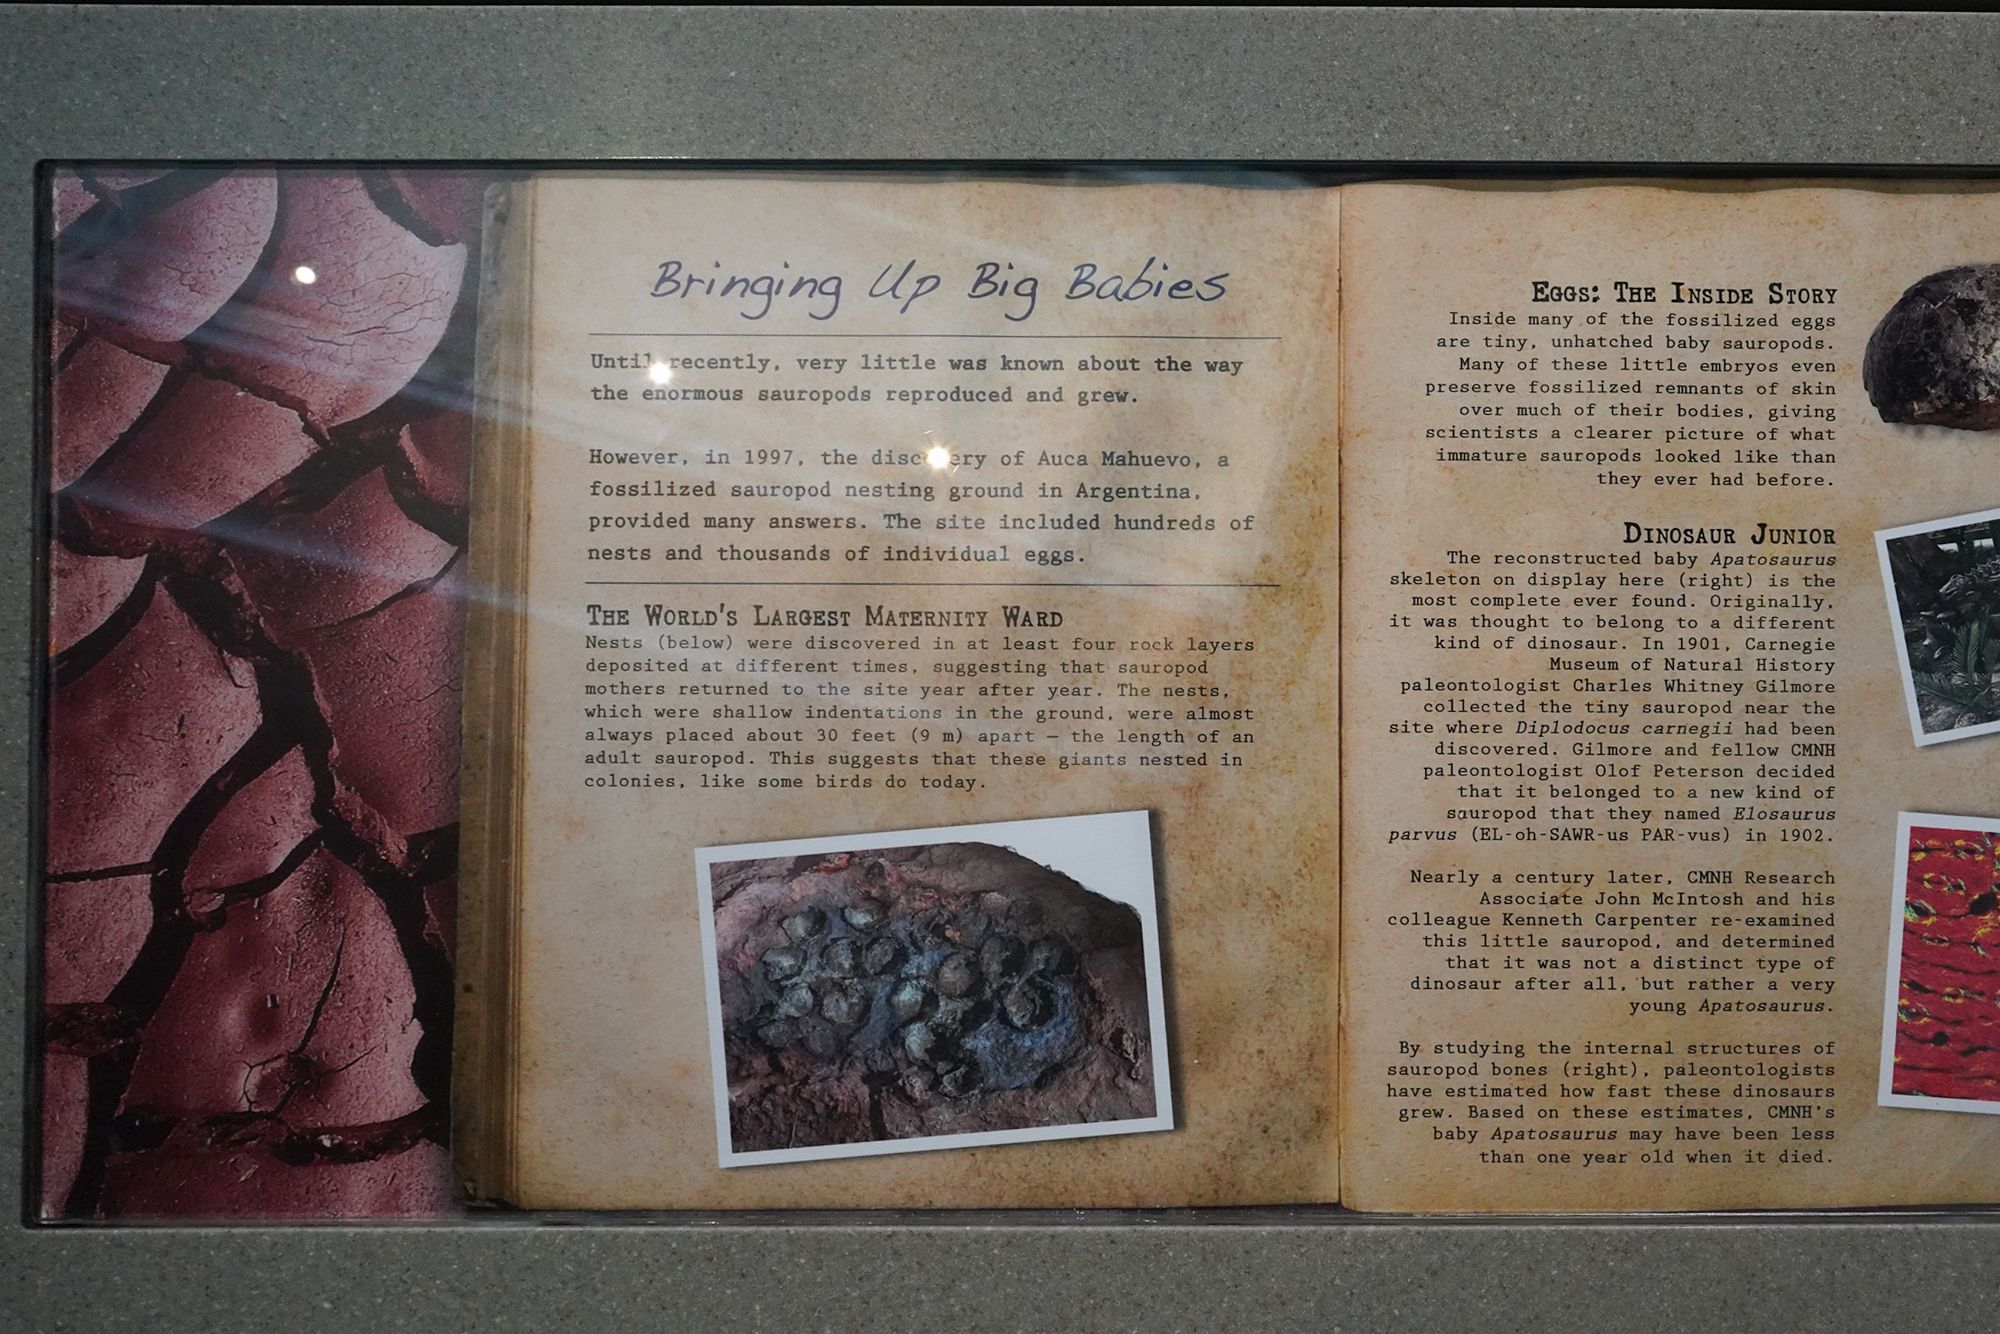 Bringing Up Big Babies
Until recently, very little was known about the way
the enormous sauropods reproduced and grew.
However, in 1997, the discovery of Auca Mahuevo, a
fossilized sauropod nesting ground in Argentina,
provided many answers. The site included hundreds of
nests and thousands of individual eggs.
THE WORLD'S LARGEST MATERNITY WARD
Nests (below) were discovered in at least four rock layers
deposited at different times, suggesting that sauropod
mothers returned to the site year after year. The nests,
which were shallow indentations in the ground, were almost
always placed about 30 feet (9 m) apart — the length of an
adult sauropod. This suggests that these giants nested in
colonies, like some birds do today.
EGGS: THE INSIDE STORY
Inside many of the fossilized eggs
are tiny, unhatched baby sauropods.
Many of these little embryos even
preserve fossilized remnants of skin
over much of their bodies, giving
scientists a clearer picture of what
immature sauropods looked like than
they ever had before.
DINOSAUR JUNIOR
The reconstructed baby Apatosaurus
skeleton on display here (right) is the
most complete ever found. Originally,
it was thought to belong to a different
kind of dinosaur. In 1901, Carnegie
Museum of Natural History
paleontologist Charles Whitney Gilmore
collected the tiny sauropod near the
site where Diplodocus carnegii had been
discovered. Gilmore and fellow CMNH
paleontologist Olof Peterson decided
that it belonged to a new kind of
sauropod that they named Elosaurus
parvus (EL-oh-SAWR-us PAR-vus) in 1902.
Nearly a century later, CMNH Research
Associate John McIntosh and his
colleague Kenneth Carpenter re-examined
this little sauropod, and determined
that it was not a distinct type of
dinosaur after all, but rather a very
young Apatosaurus.
By studying the internal structures of
sauropod bones (right), paleontologists
have estimated how fast these dinosaurs
grew. Based on these estimates, CMNH's
baby Apatosaurus may have been less
than one year old when it died.